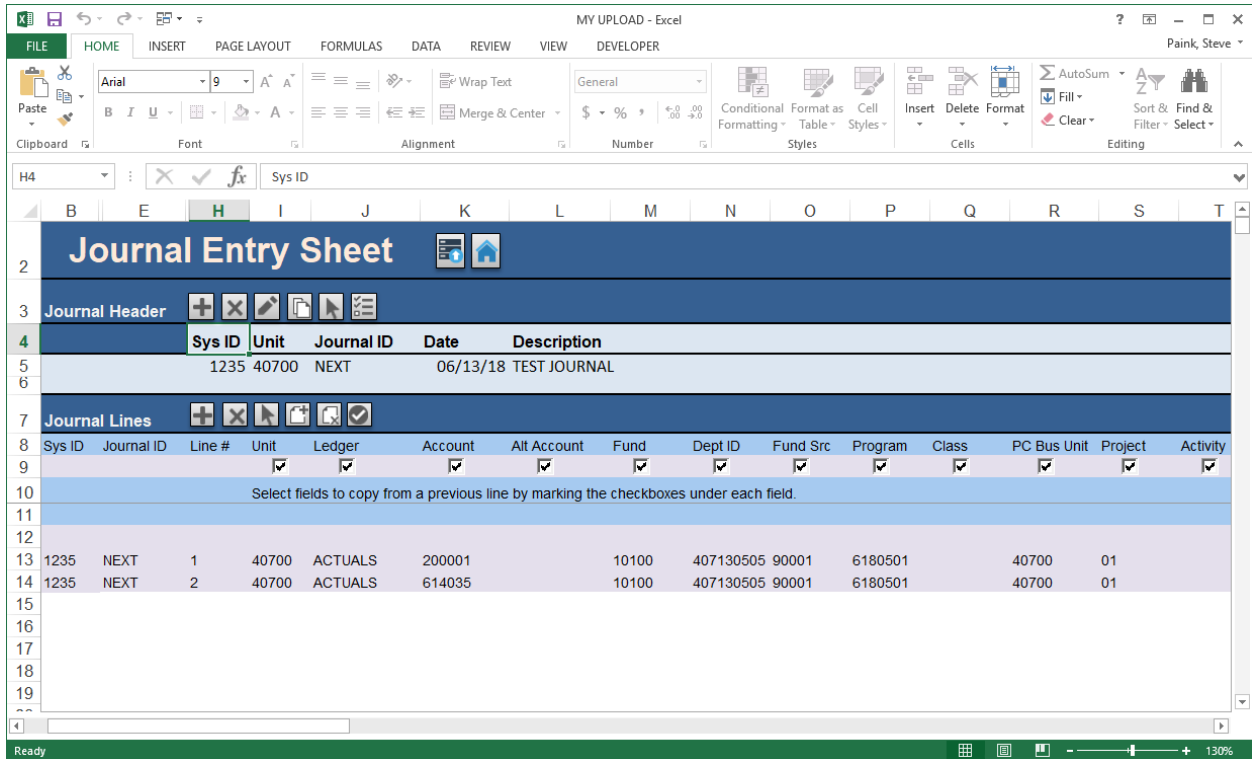 MY UPLOAD - Excel
FILE HOME INSERT PAGE LAYOUT FORMULAS DATA REVIEW VIEW DEVELOPER Paink, Steve
Paste Arial 9 A A Wrap Text General Conditional Format as Cell Insert Delete Format AutoSum Sort & Find &
B I U A Merge & Center $ % , .0 .00 Formatting Table Styles Fill Filter Select
Clear
Clipboard Font Alignment Number Styles Cells Editing
H4 fx Sys ID
B E H I J K L M N O P Q R S T
2 Journal Entry Sheet
3 Journal Header
4 Sys ID Unit Journal ID Date Description
5 1235 40700 NEXT 06/13/18 TEST JOURNAL
6
7 Journal Lines
8 Sys ID Journal ID Line # Unit Ledger Account Alt Account Fund Dept ID Fund Src Program Class PC Bus Unit Project Activity
9
10 Select fields to copy from a previous line by marking the checkboxes under each field.
11
12
13 1235 NEXT 1 40700 ACTUALS 200001 10100 407130505 90001 6180501 40700 01
14 1235 NEXT 2 40700 ACTUALS 614035 10100 407130505 90001 6180501 40700 01
15
16
17
18
19
Ready 130%